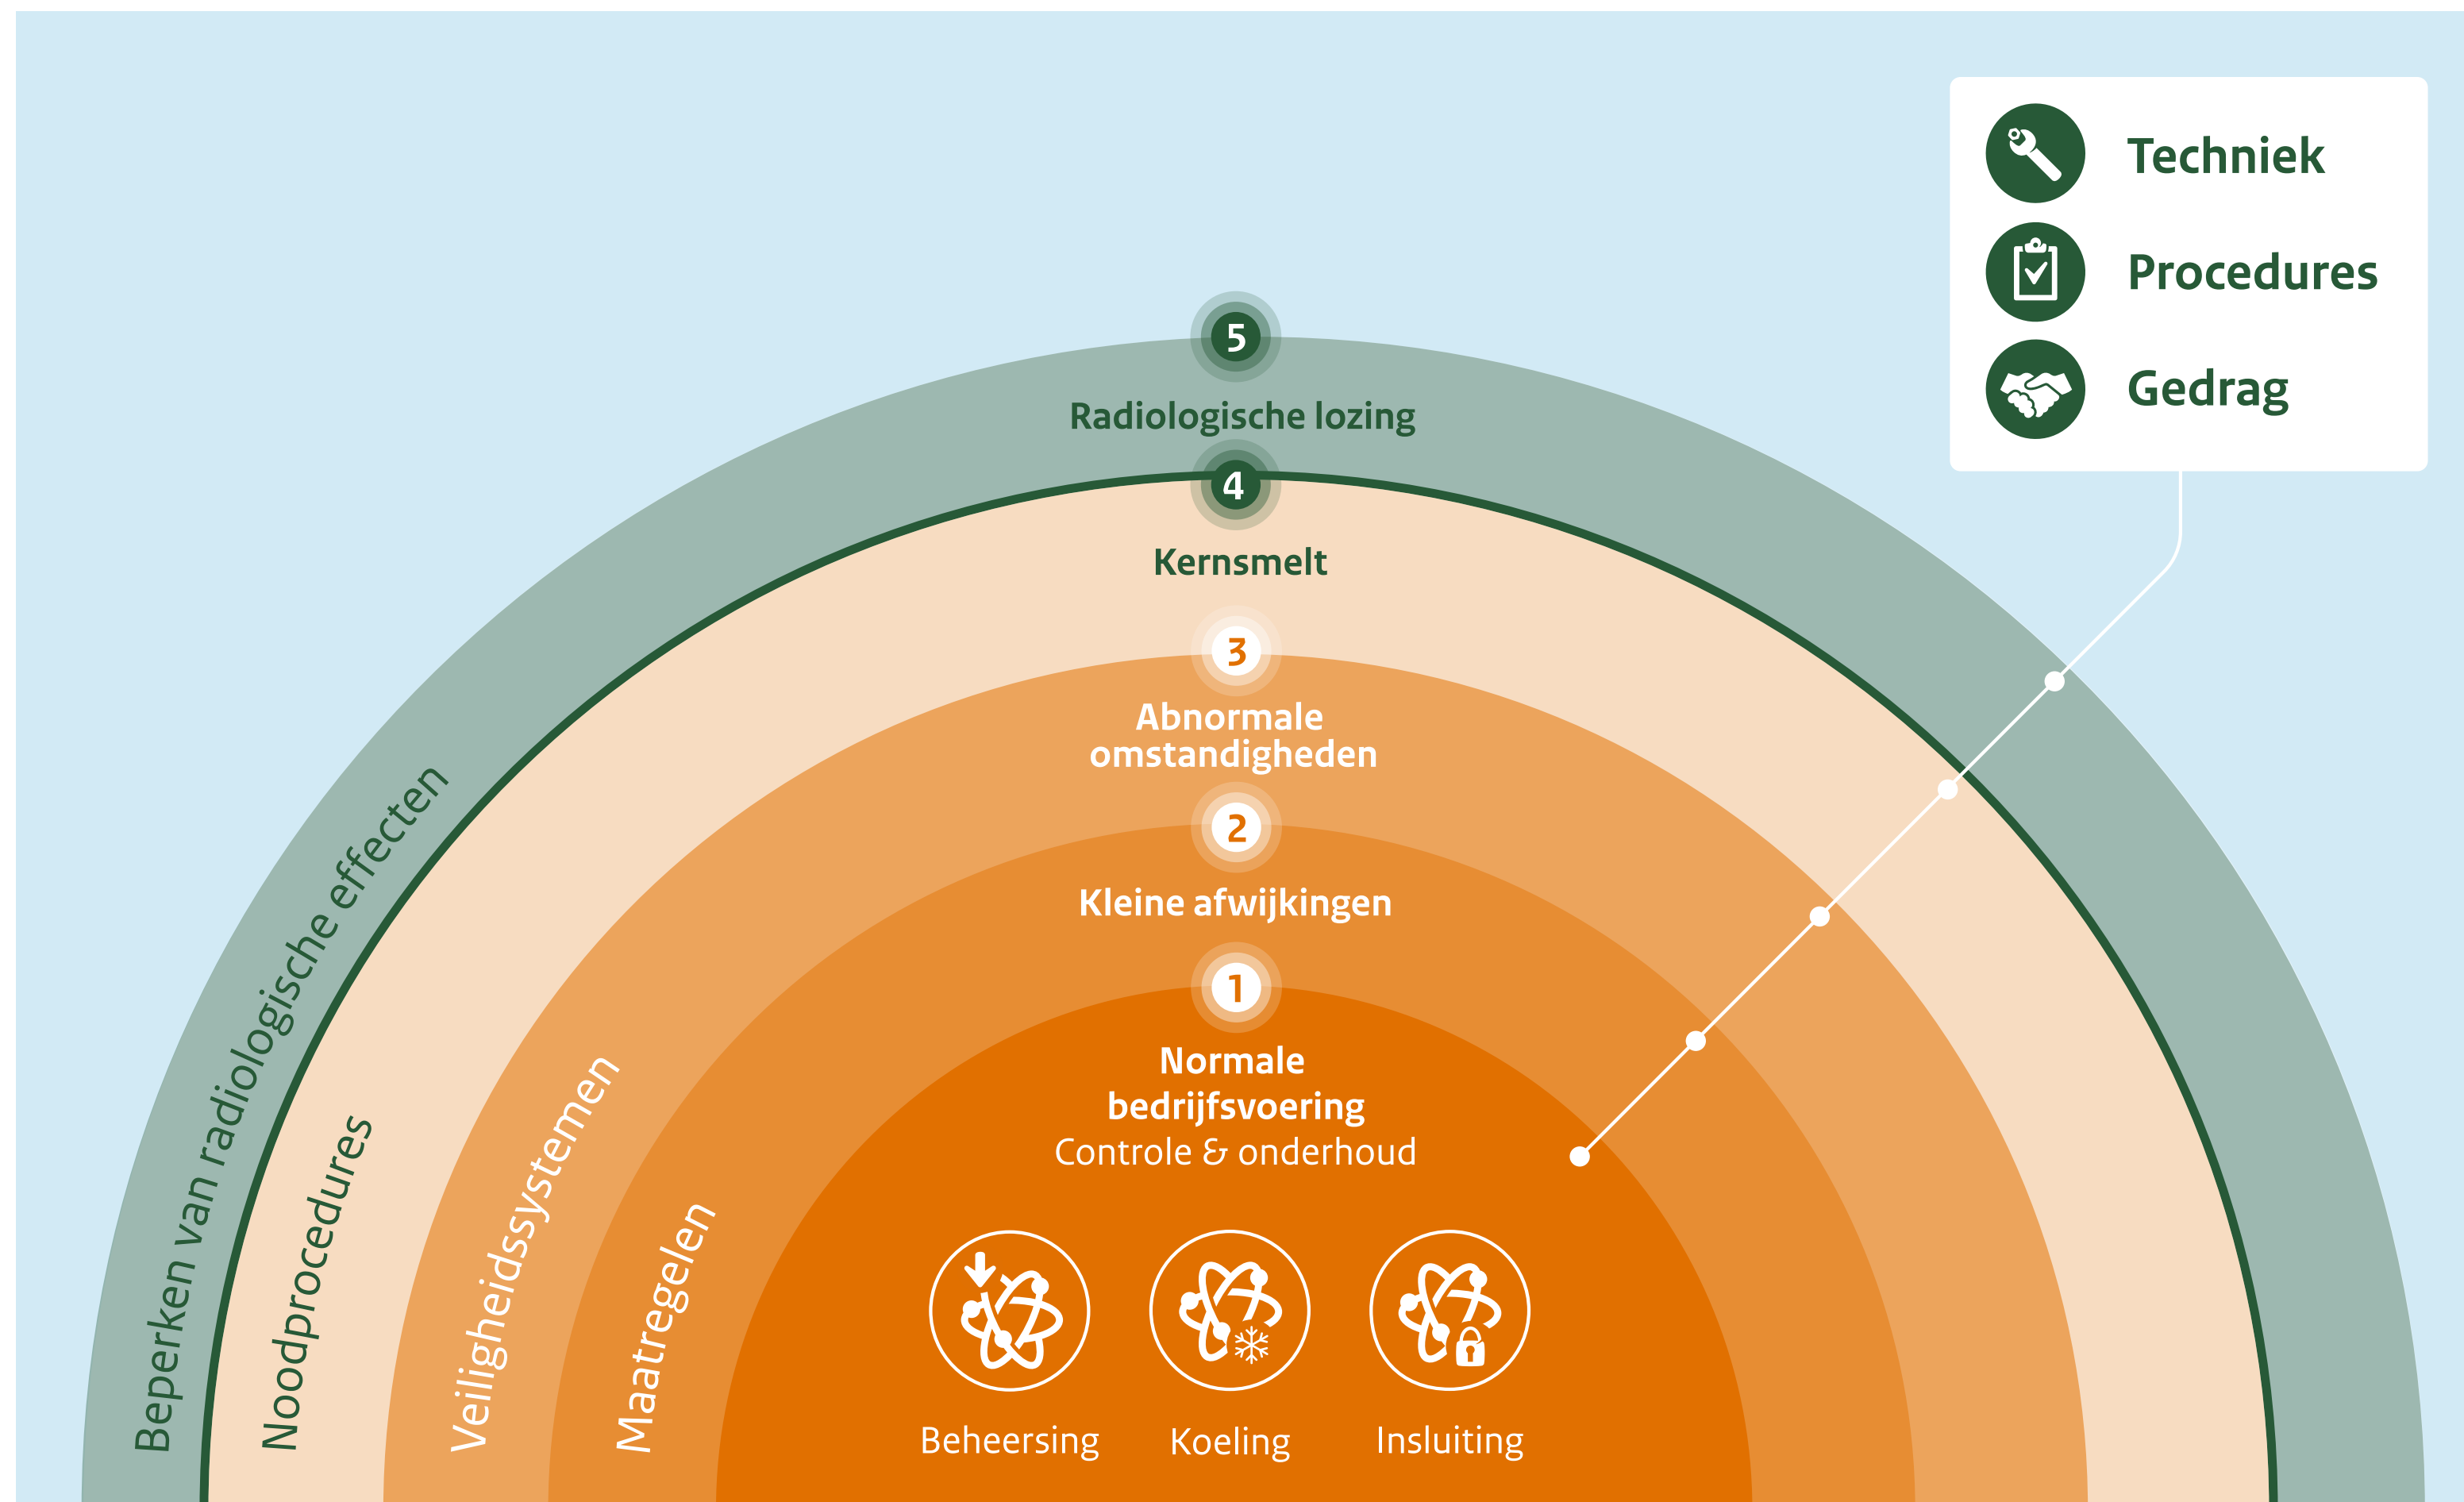 Techniek
Procedures
Gedrag
5
Radiologische lozing
4
Kernsmelt
3
Abnormale
omstandigheden
2
Kleine afwijkingen
1
Normale
bedrijfsvoering
Controle & onderhoud
Beheersing
Koeling
Insluiting
Beperken van radiologische effecten
Noodprocedures
Veiligheidssystemen
Maatregelen